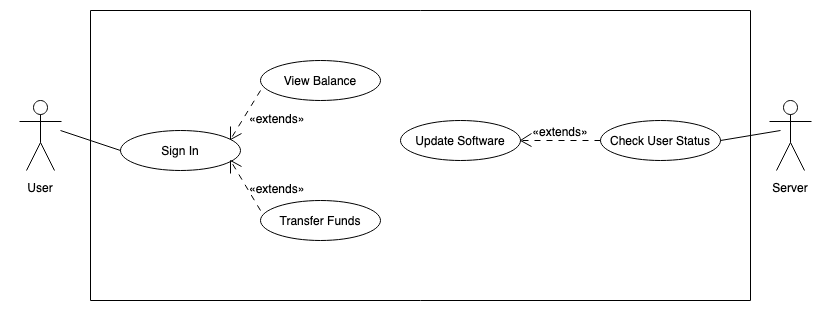 View Balance
«extends»
Sign In
User
«extends»
Transfer Funds
Update Software
«extends»
Check User Status
Server